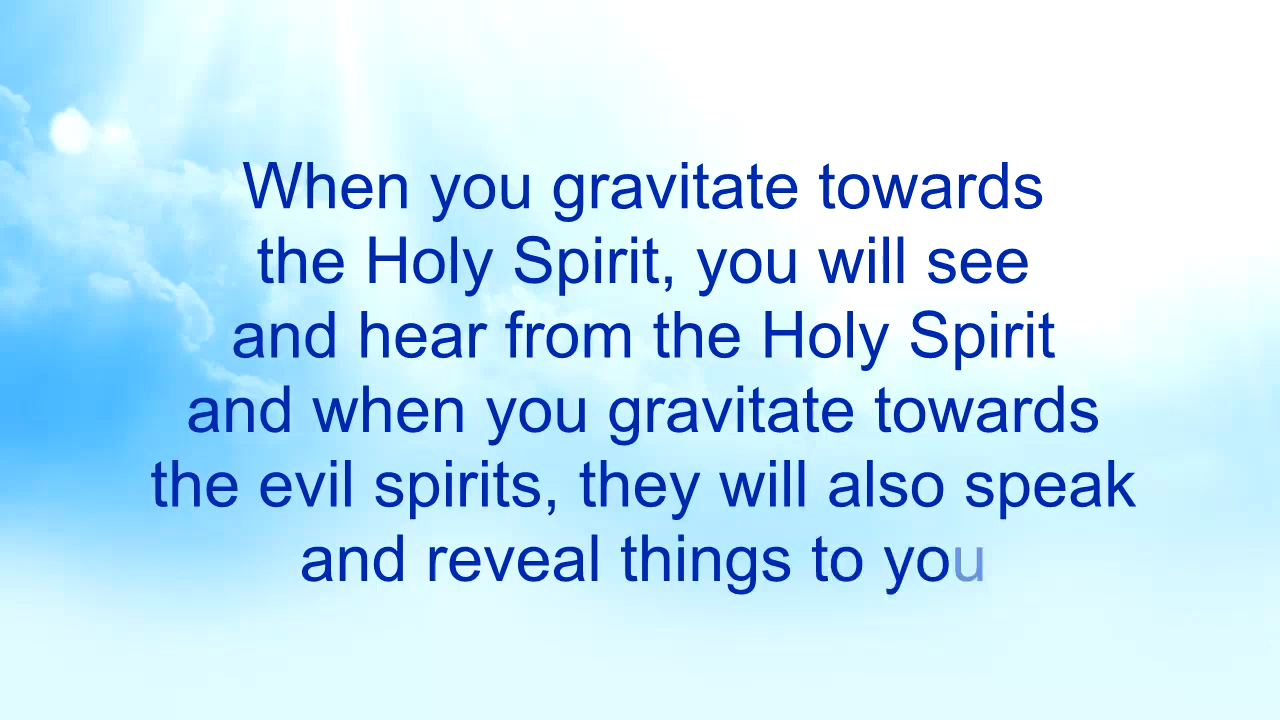 When you gravitate towards
the Holy Spirit, you will see
and hear from the Holy Spirit
and when you gravitate towards
the evil spirits, they will also speak
and reveal things to you